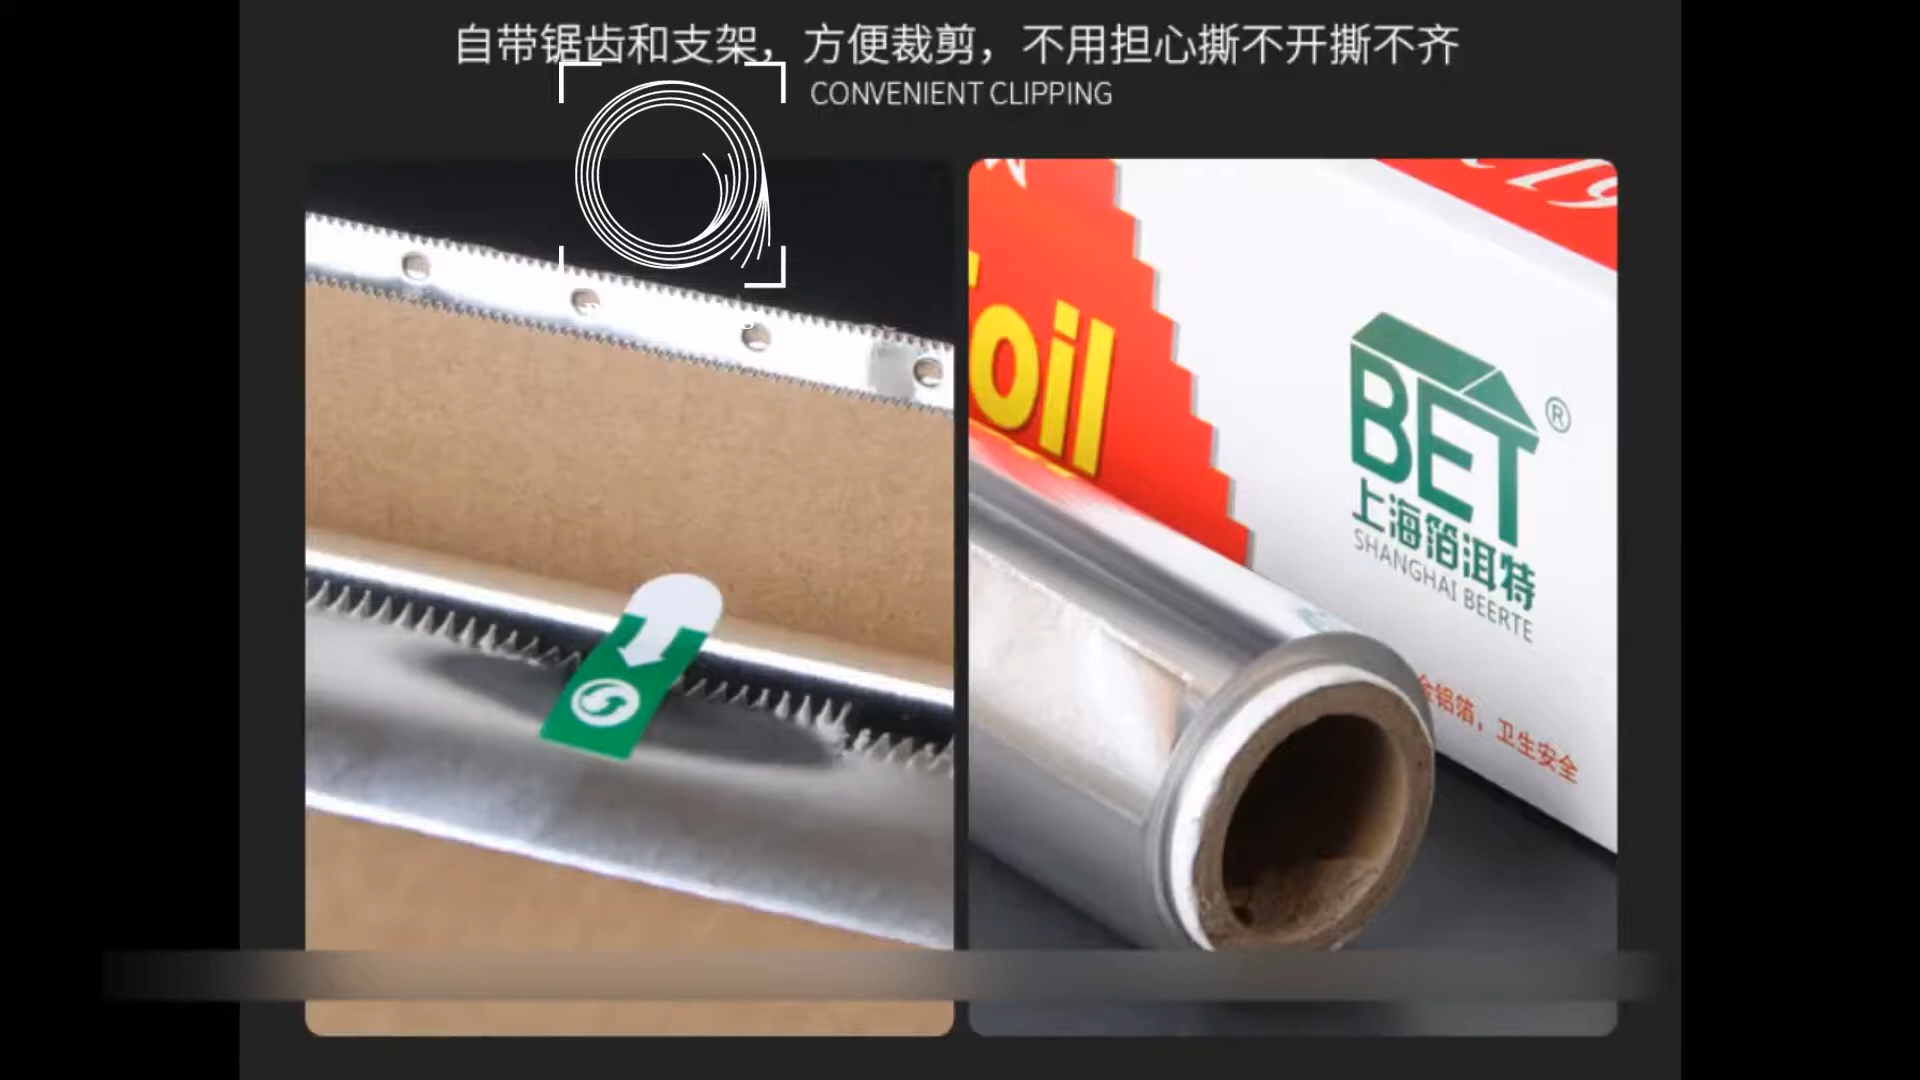 自带锯齿和支架，方便裁剪，不用担心撕不开撕不齐
CONVENIENT CLIPPING
oil
BET®
上海箔洱特
SHANGHAI BEERTE
铝箔，卫生安全